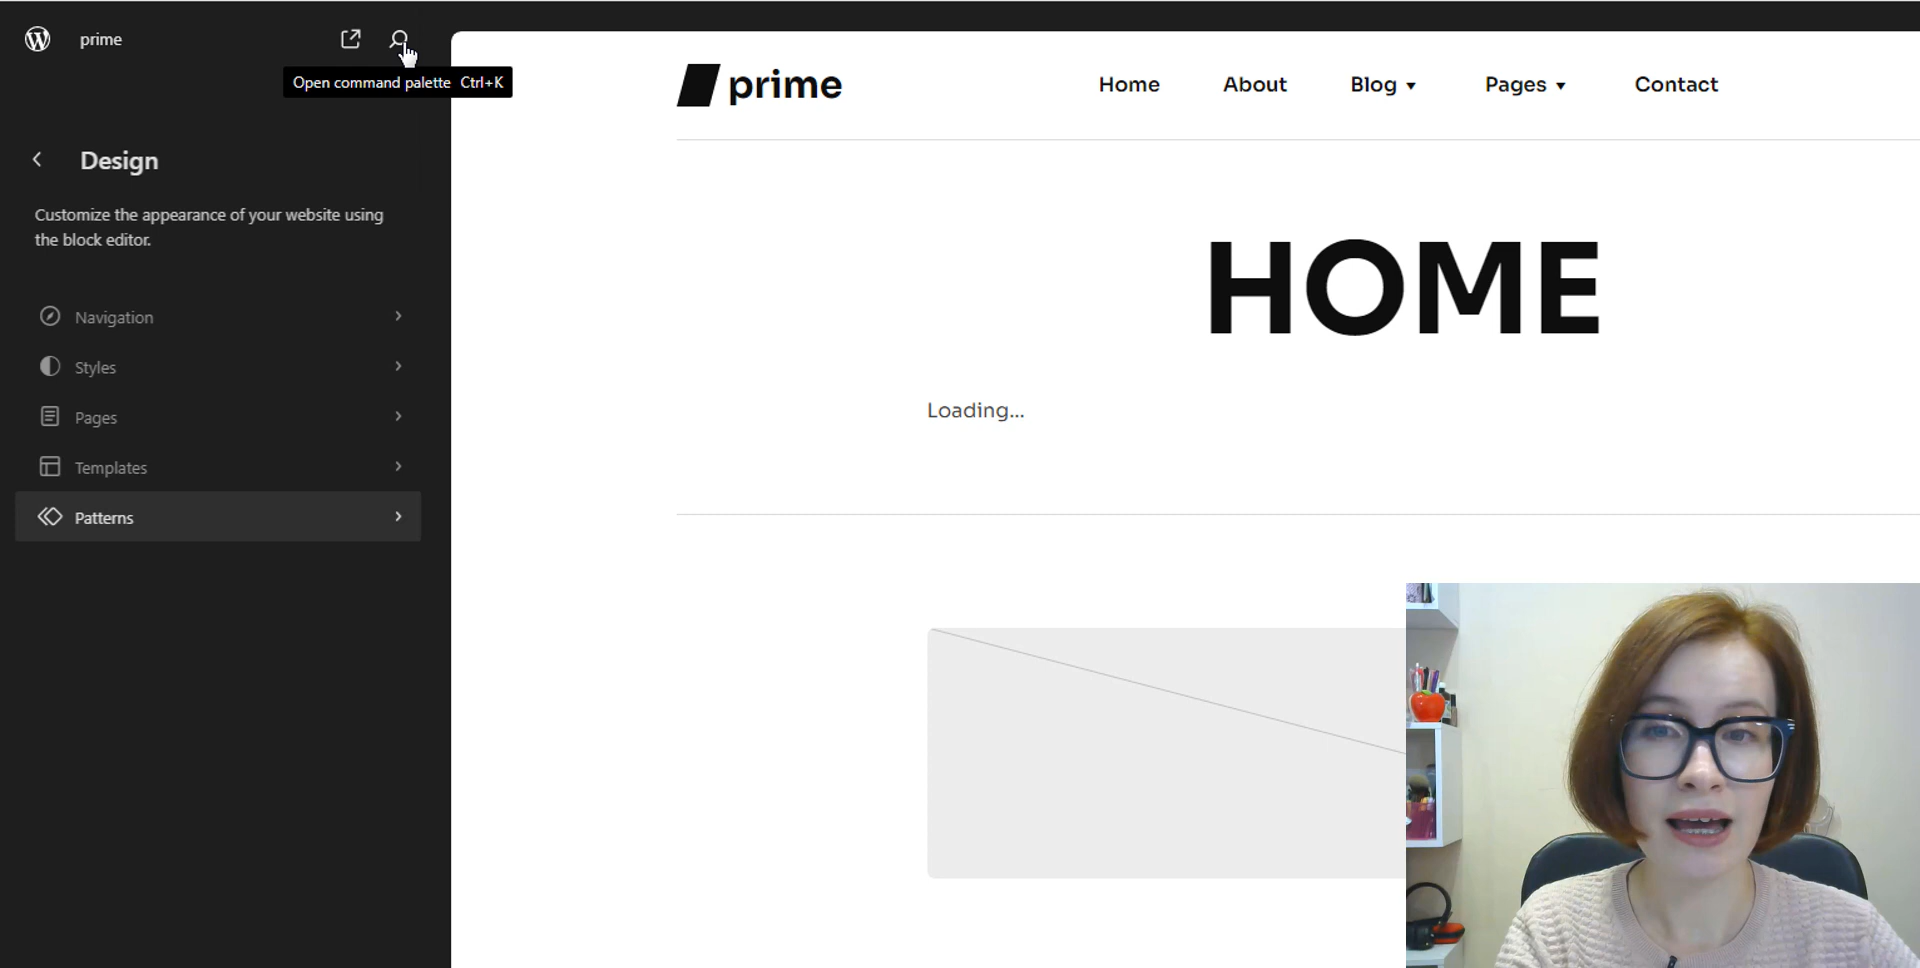 prime
Open command palette Ctrl+K
Design
Customize the appearance of your website using
the block editor.
Navigation
Styles
Pages
Templates
Patterns
prime
Home About Blog Pages Contact
HOME
Loading...